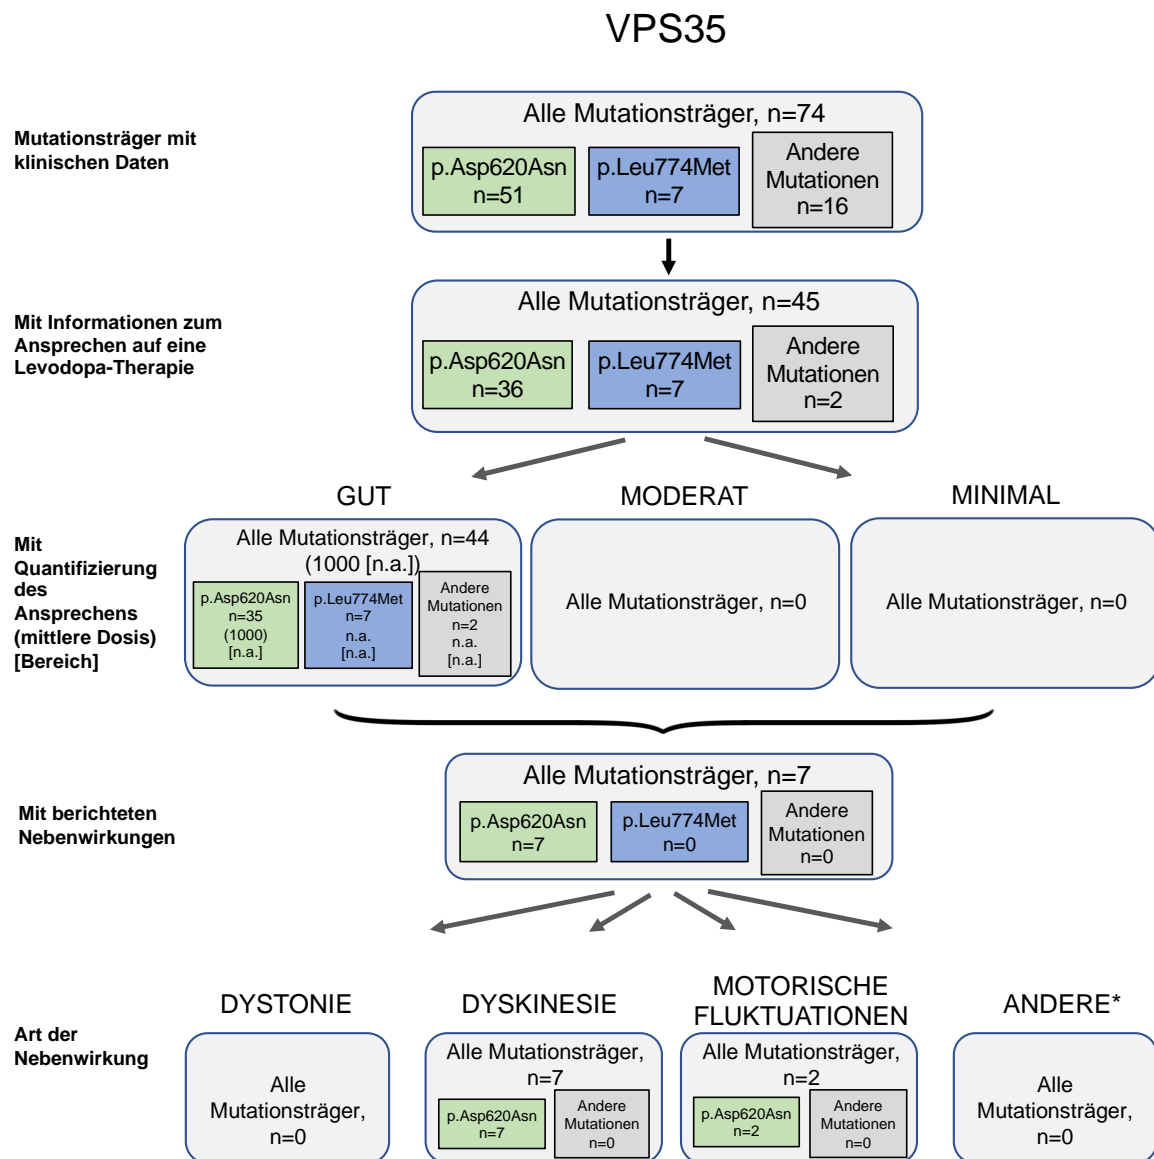 VPS35
Mutationsträger mit
klinischen Daten
Alle Mutationsträger, n=74
p.Asp620Asn
n=51
p.Leu774Met
n=7
Andere
Mutationen
n=16
Mit Informationen zum
Ansprechen auf eine
Levodopa-Therapie
Alle Mutationsträger, n=45
p.Asp620Asn
n=36
p.Leu774Met
n=7
Andere
Mutationen
n=2
Mit
Quantifizierung
des
Ansprechens
(mittlere Dosis)
[Bereich]
GUT
Alle Mutationsträger, n=44
(1000 [n.a.])
p.Asp620Asn
n=35
(1000)
[n.a.]
p.Leu774Met
n=7
n.a.
[n.a.]
Andere
Mutationen
n=2
n.a.
[n.a.]
MODERAT
Alle Mutationsträger, n=0
MINIMAL
Alle Mutationsträger, n=0
Mit berichteten
Nebenwirkungen
Alle Mutationsträger, n=7
p.Asp620Asn
n=7
p.Leu774Met
n=0
Andere
Mutationen
n=0
Art der
Nebenwirkung
DYSTONIE
Alle
Mutationsträger,
n=0
DYSKINESIE
Alle Mutationsträger,
n=7
p.Asp620Asn
n=7
Andere
Mutationen
n=0
MOTORISCHE
FLUKTUATIONEN
Alle Mutationsträger,
n=2
p.Asp620Asn
n=2
Andere
Mutationen
n=0
ANDERE*
Alle
Mutationsträger,
n=0